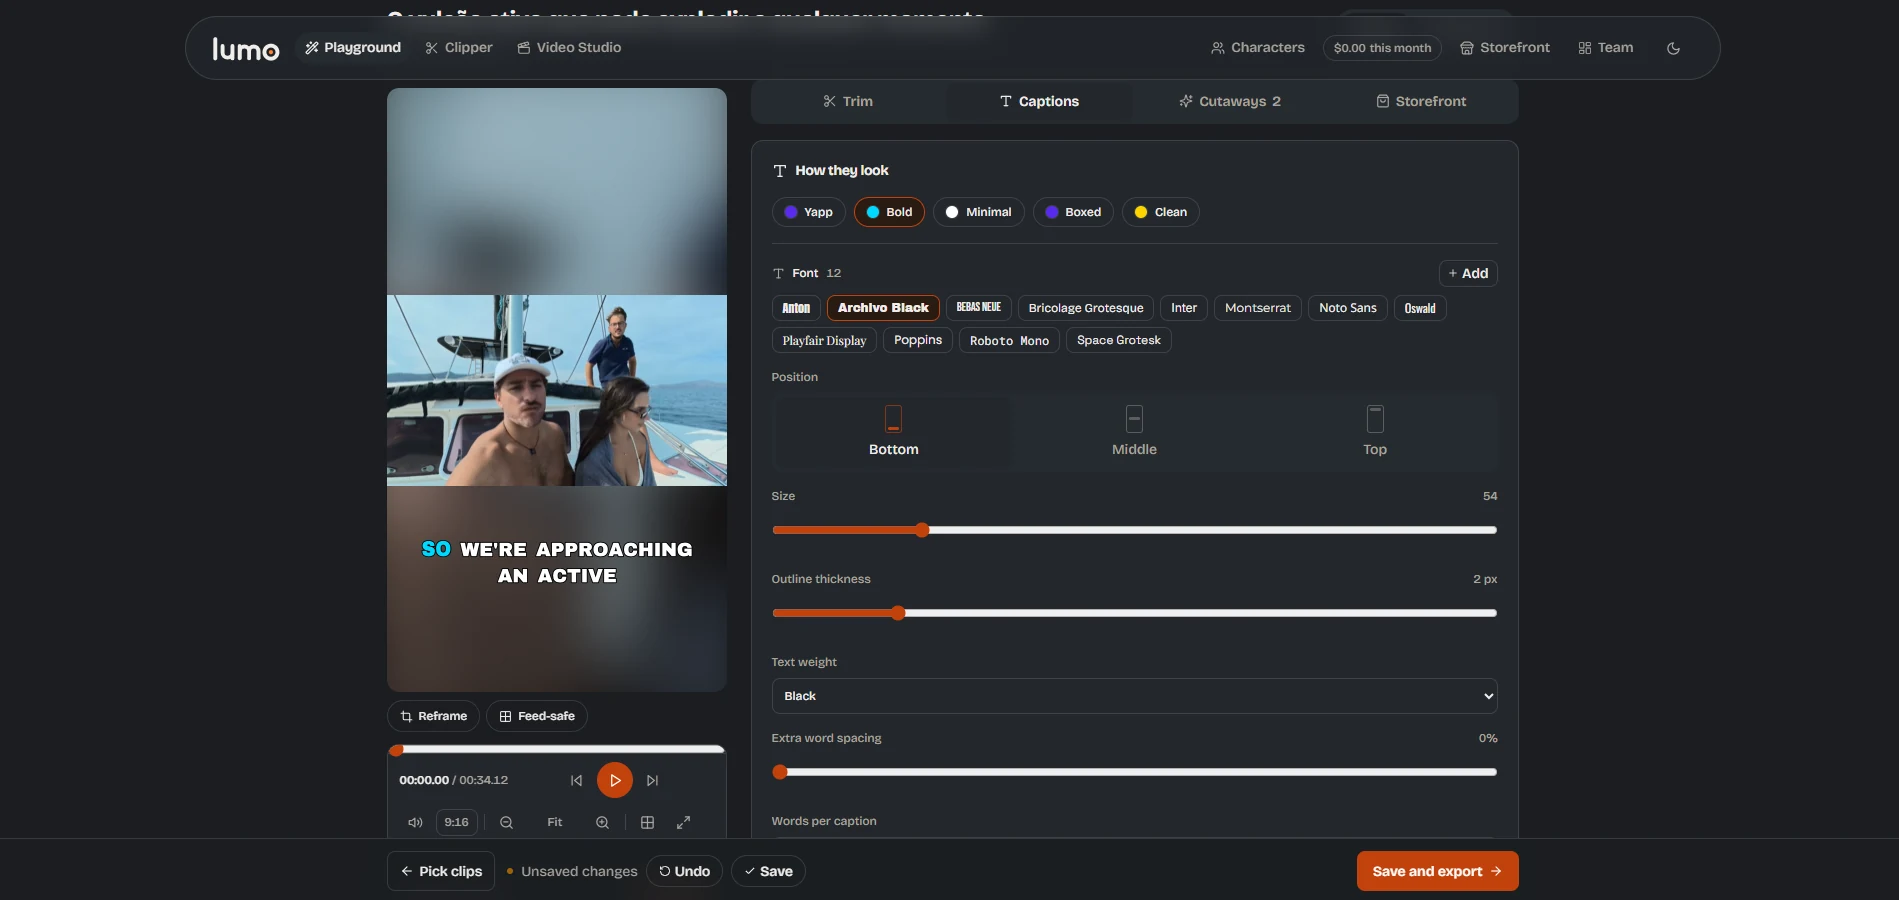 lumo
Playground
Clipper
Video Studio
Characters
$0.00 this month
Storefront
Team
Trim
Captions
Cutaways 2
Storefront
How they look
Yapp
Bold
Minimal
Boxed
Clean
Font 12
+ Add
Anton
Archivo Black
BEBAS NEUE
Bricolage Grotesque
Inter
Montserrat
Noto Sans
Oswald
Playfair Display
Poppins
Roboto Mono
Space Grotesk
Position
Bottom
Middle
Top
Size
54
Outline thickness
2 px
Text weight
Black
Extra word spacing
0%
Words per caption
SO WE'RE APPROACHING
AN ACTIVE
Reframe
Feed-safe
00:00.00 / 00:34.12
9:16
Fit
Pick clips
Unsaved changes
Undo
Save
Save and export